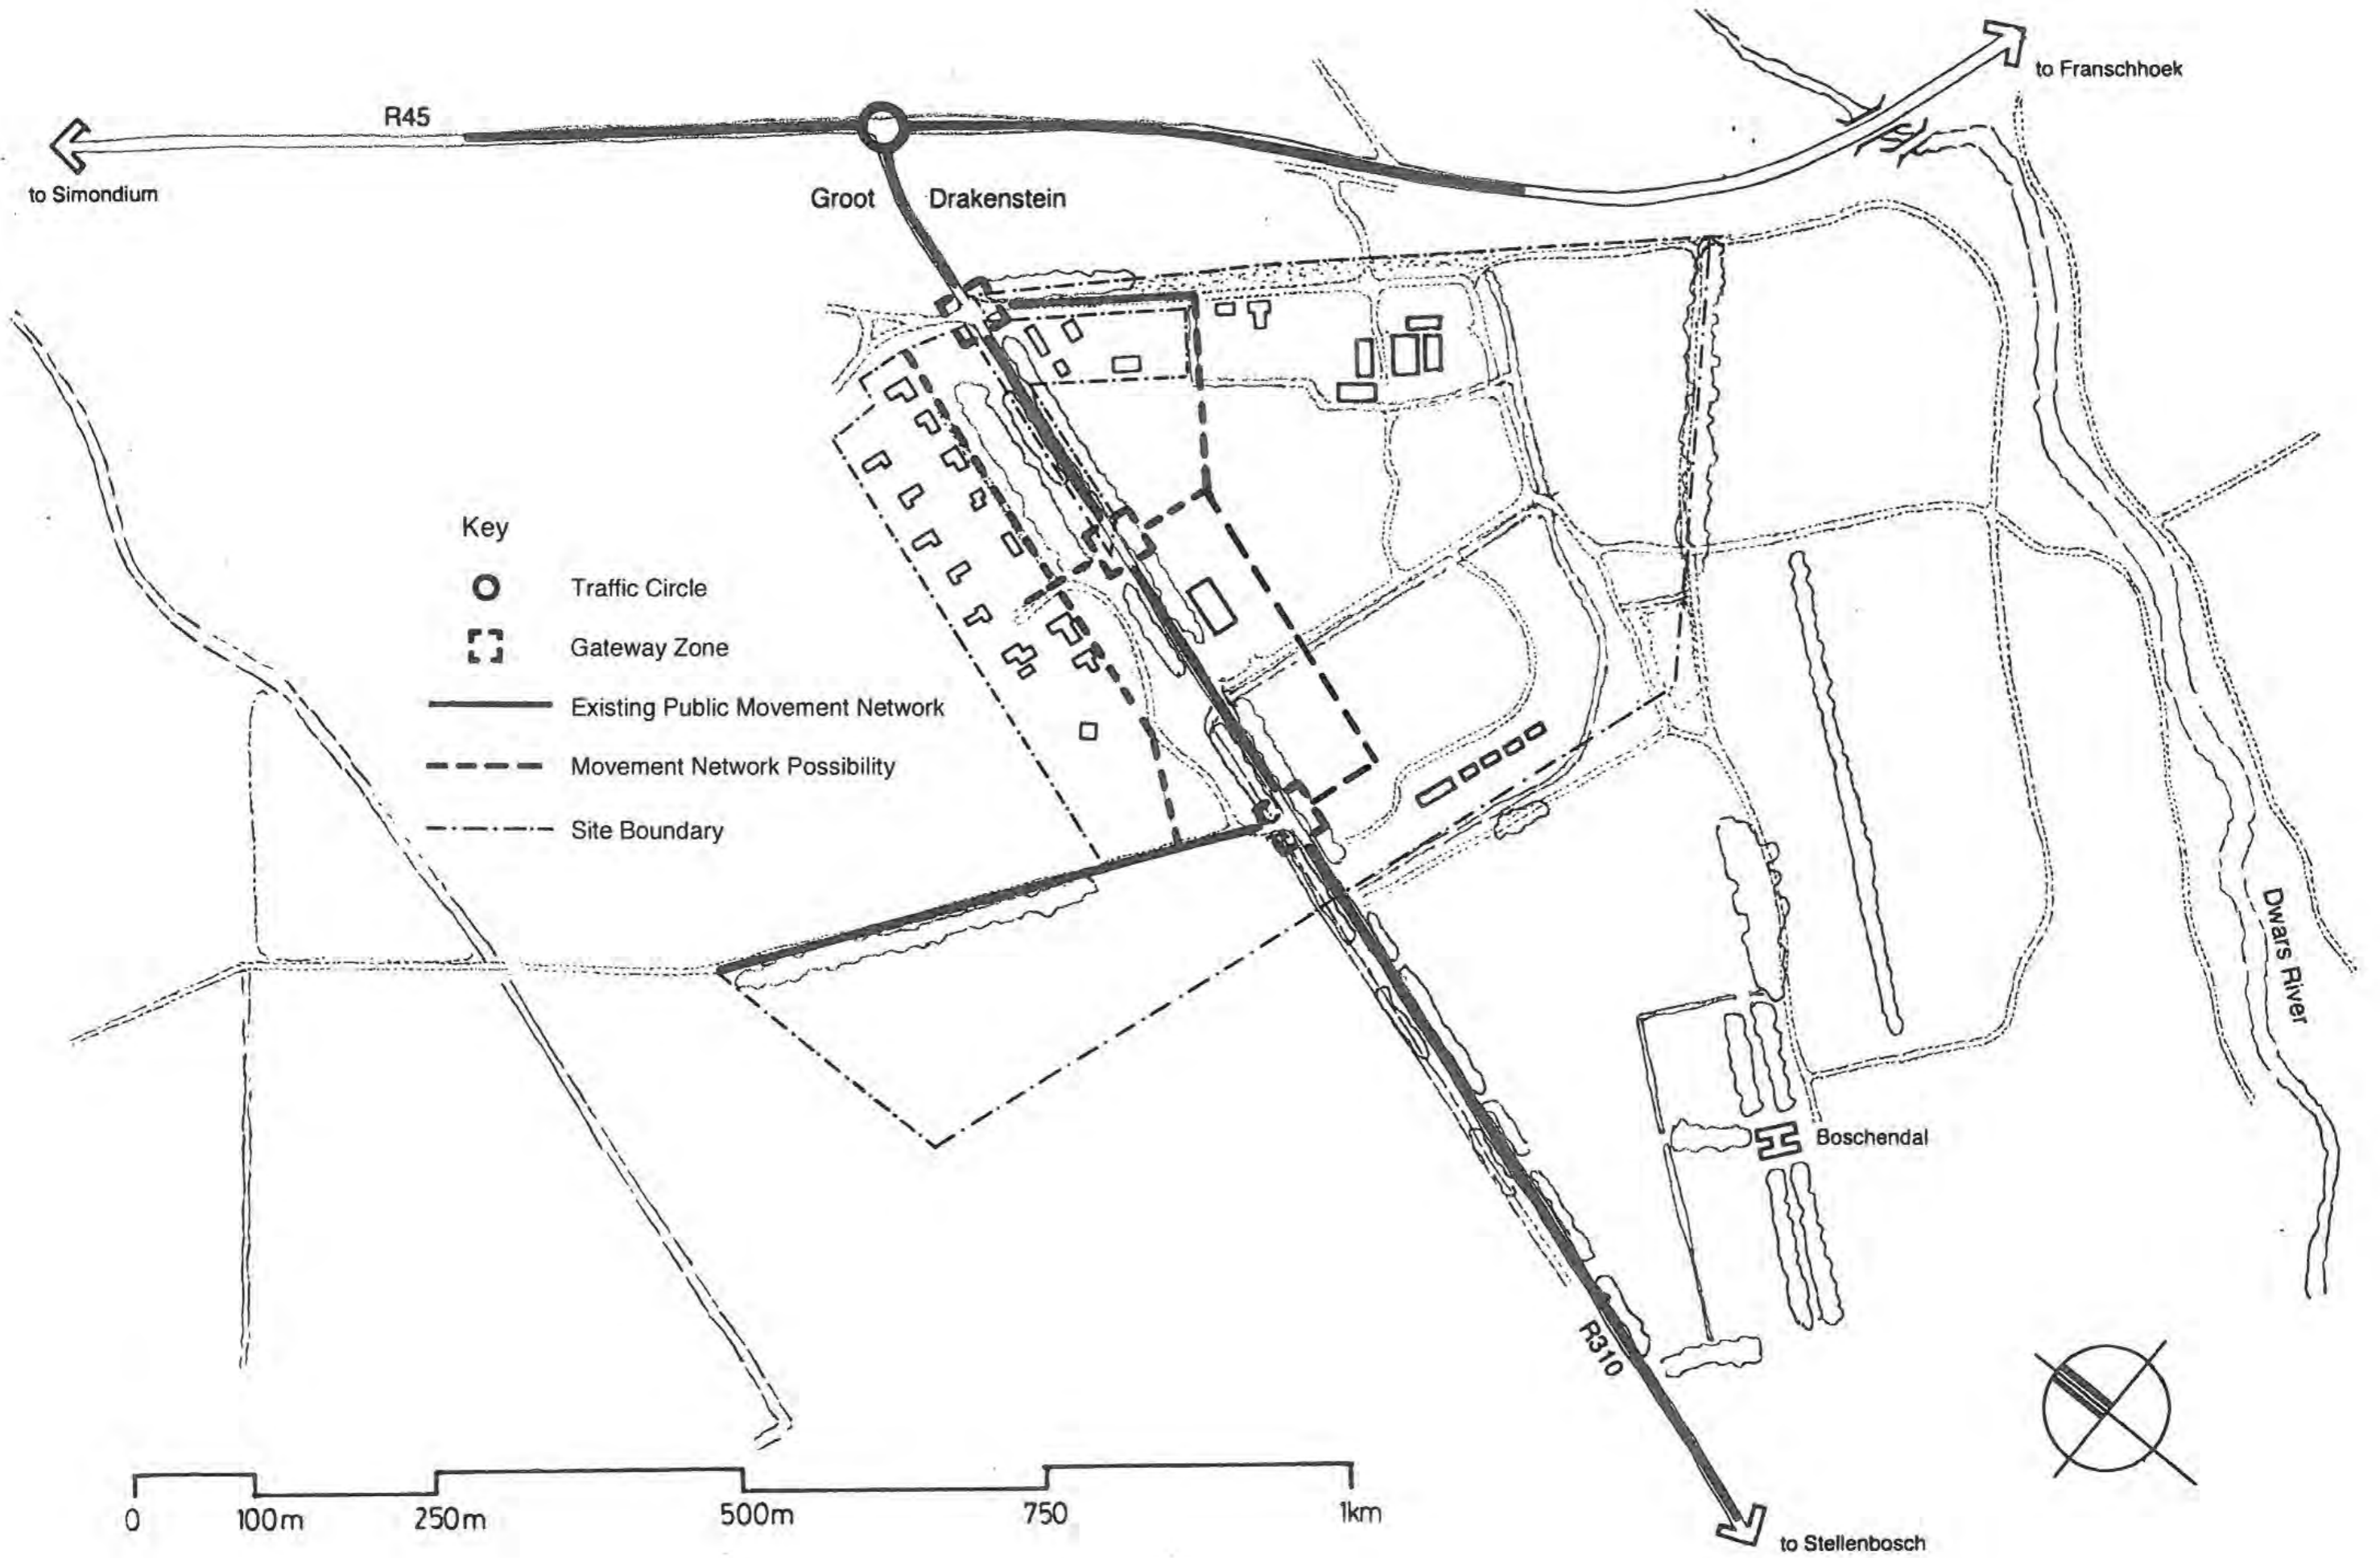 to Franschhoek
R45
to Simondium
Groot Drakenstein
Key
Traffic Circle
Gateway Zone
Existing Public Movement Network
Movement Network Possibility
Site Boundary
Dwars River
Boschendal
R310
0 100m 250m 500m 750 1km
to Stellenbosch